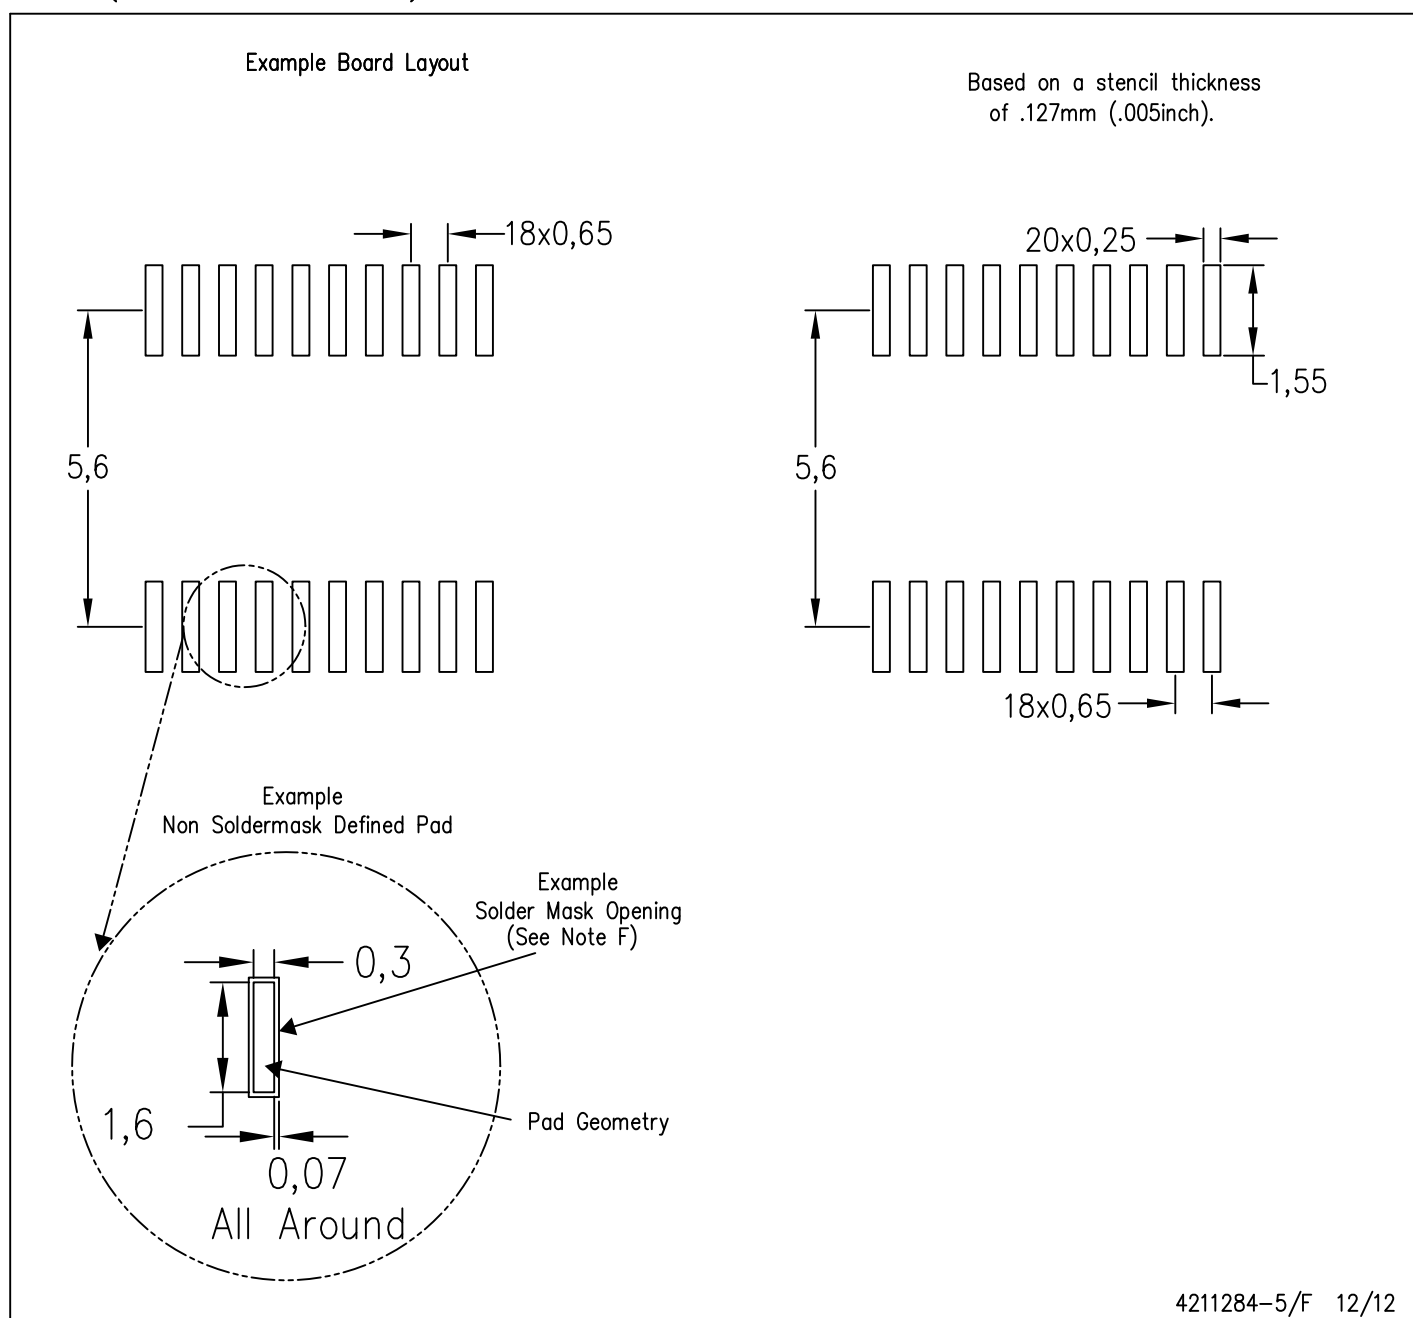 Example Board Layout
Based on a stencil thickness
of .127mm (.005inch).
18x0,65
20x0,25
1,55
5,6
5,6
18x0,65
Example
Non Soldermask Defined Pad
Example
Solder Mask Opening
(See Note F)
0,3
1,6
Pad Geometry
0,07
All Around
4211284-5/F 12/12